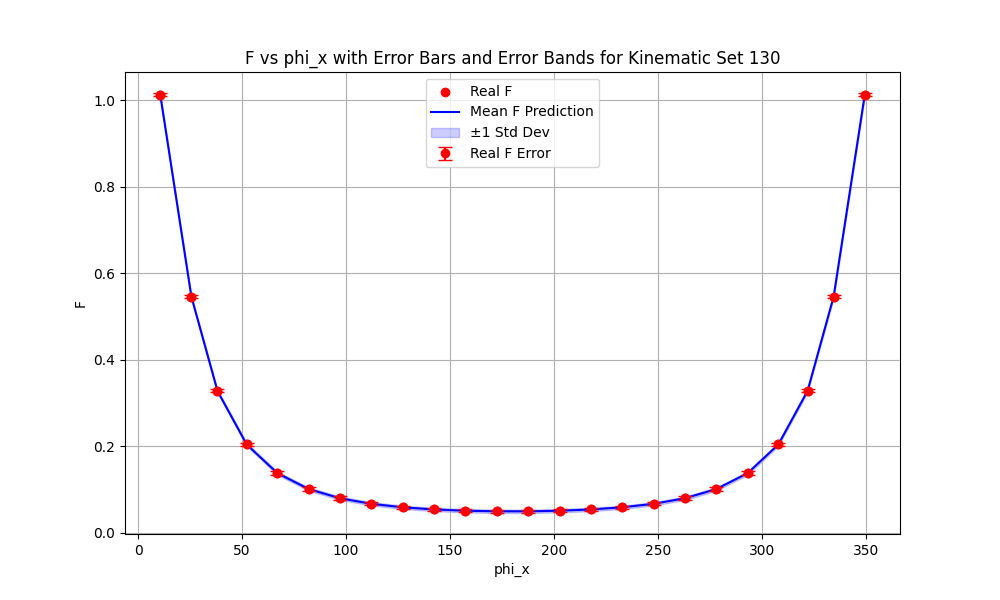 F vs phi_x with Error Bars and Error Bands for Kinematic Set 130
Real F
Mean F Prediction
±1 Std Dev
Real F Error
1.0
0.8
0.6
0.4
0.2
0.0
F
0
50
100
150
200
250
300
350
phi_x